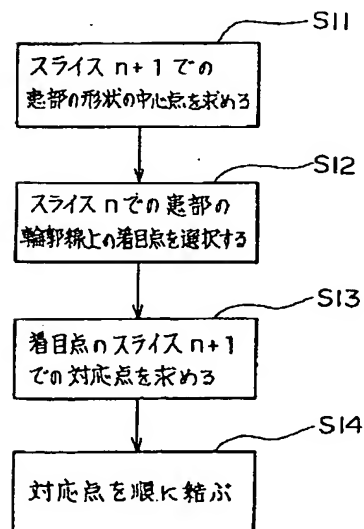 S11
スライス n+1 での
患部の形状の中心点を求める
S12
スライス n での患部の
輪郭線上の着目点を選択する
S13
着目点 n スライス n+1
での対応点を求める
S14
対応点を順に結ぶ